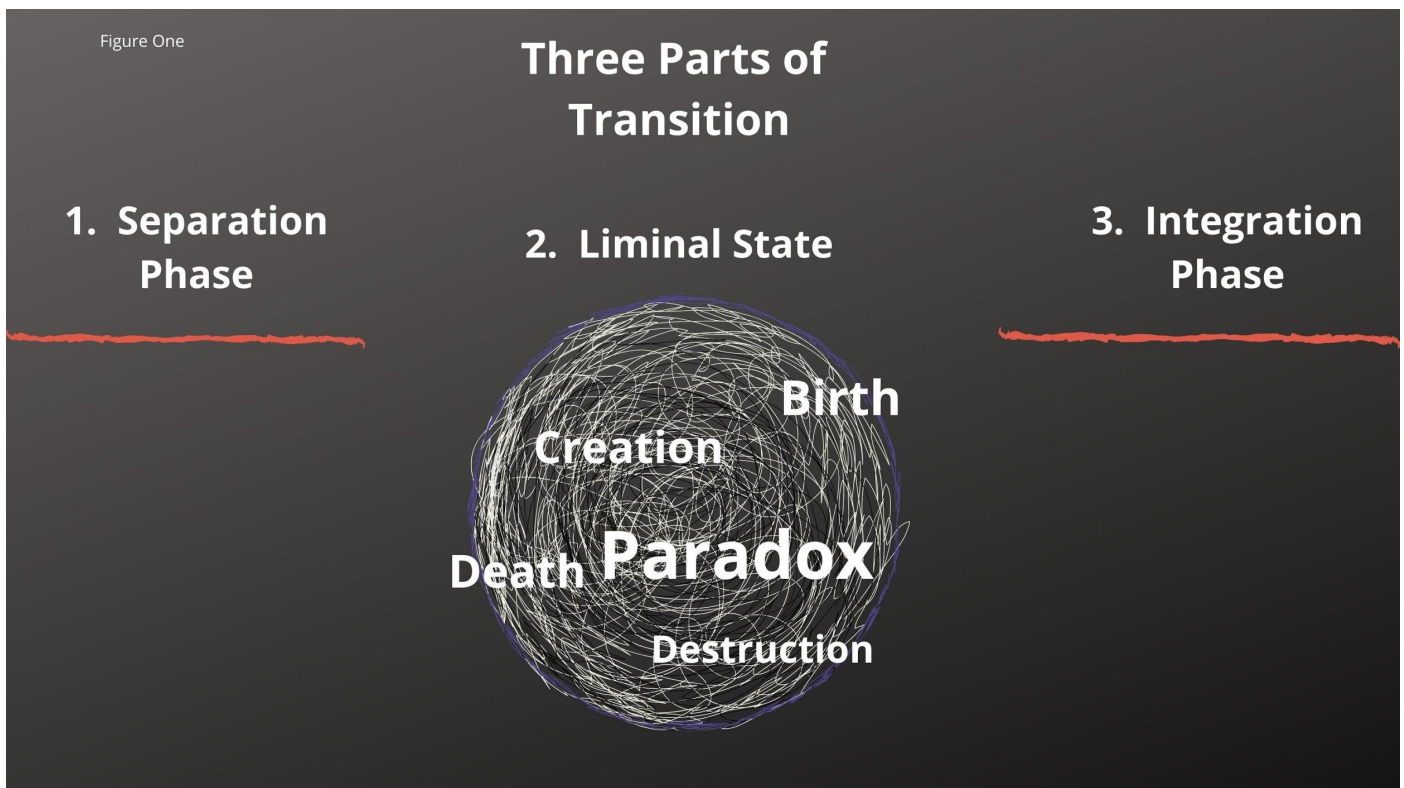 Figure One
Three Parts of
Transition
1. Separation
Phase
2. Liminal State
3. Integration
Phase
Birth
Creation
Paradox
Death
Destruction